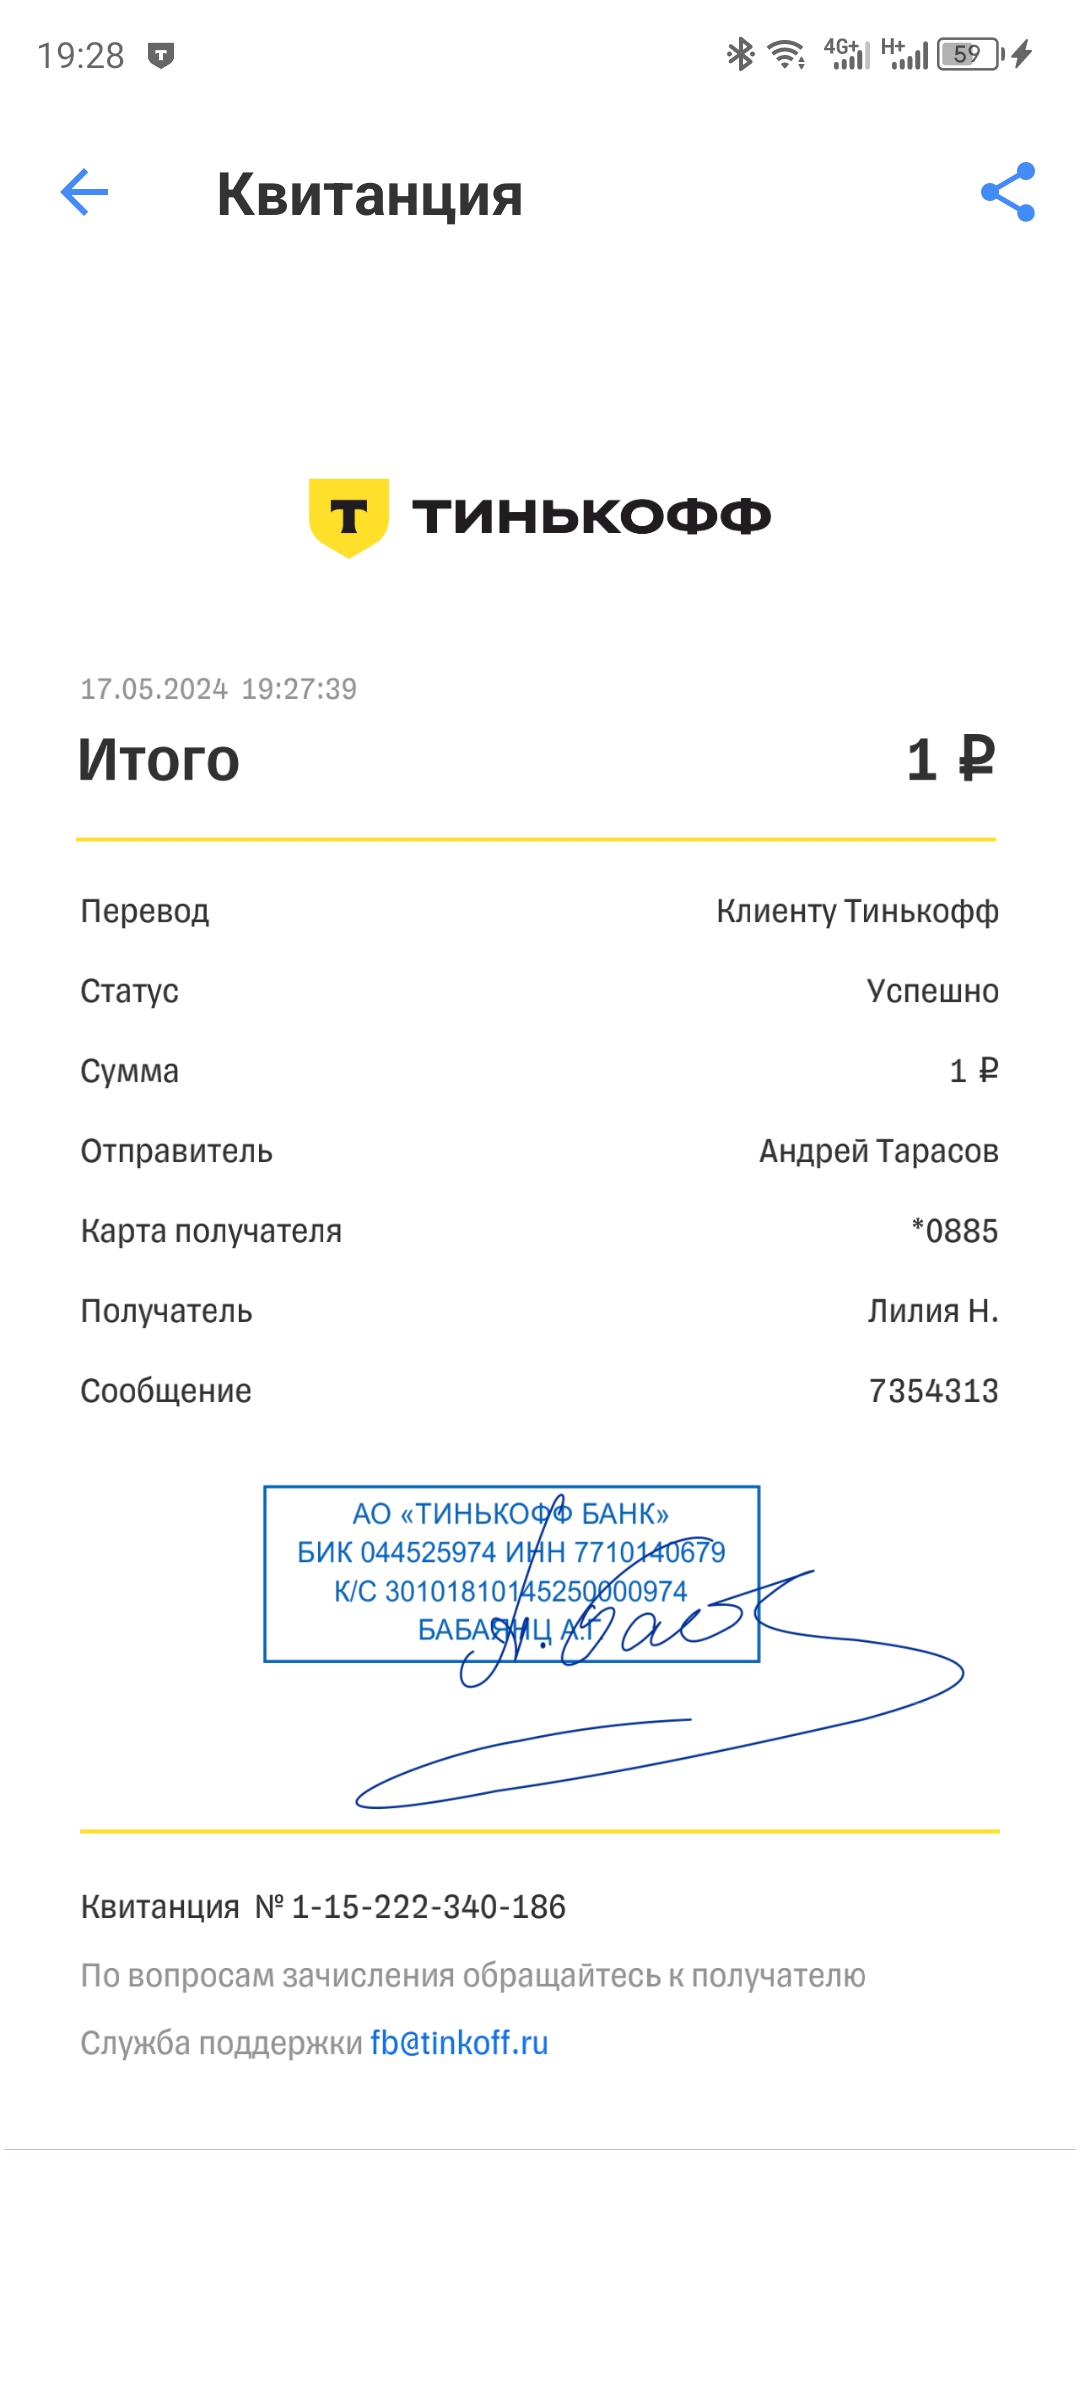 19:28 4G+ H+ 59
Квитанция
ТИНЬКОФФ
17.05.2024 19:27:39
Итого 1 ₽
Перевод Клиенту Тинькофф
Статус Успешно
Сумма 1 ₽
Отправитель Андрей Тарасов
Карта получателя *0885
Получатель Лилия Н.
Сообщение 7354313
АО «ТИНЬКОФФ БАНК»
БИК 044525974 ИНН 7710140679
К/С 30101810145250000974
БАБАЯНЦ А.Г.
Квитанция № 1-15-222-340-186
По вопросам зачисления обращайтесь к получателю
Служба поддержки fb@tinkoff.ru